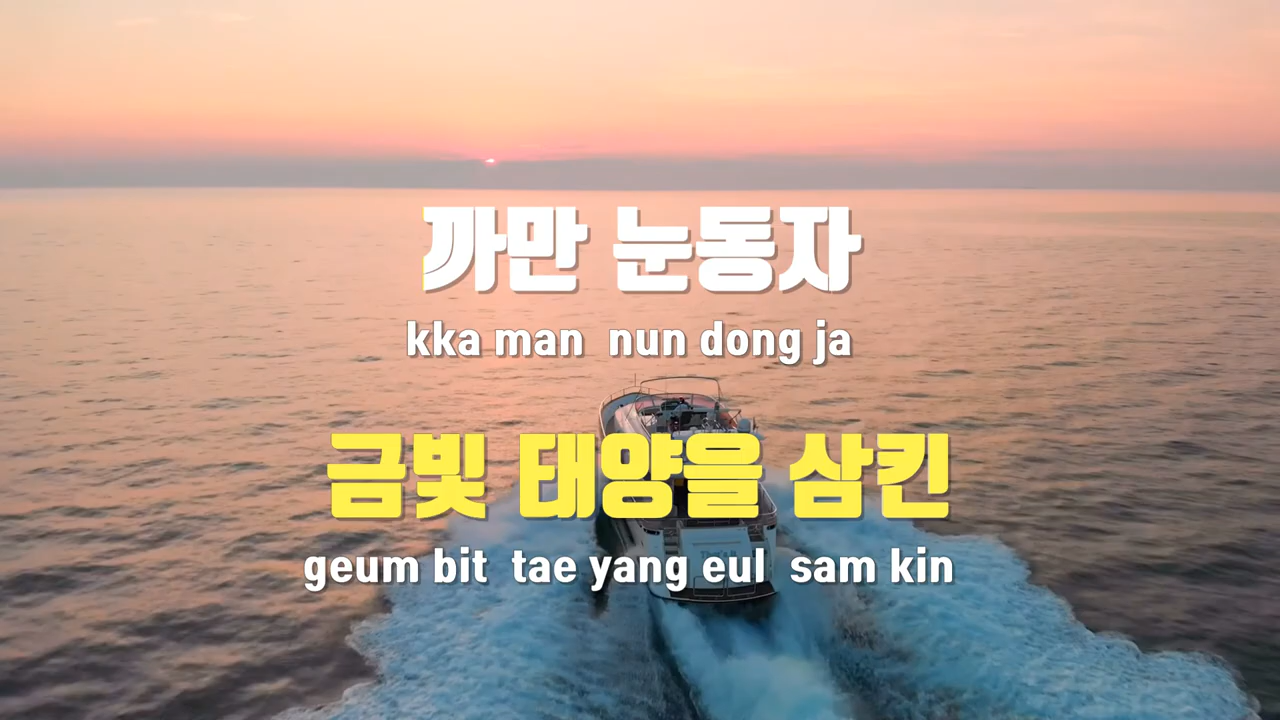 까만 눈동자
kka man nun dong ja
금빛 태양을 삼킨
geum bit tae yang eul sam kin